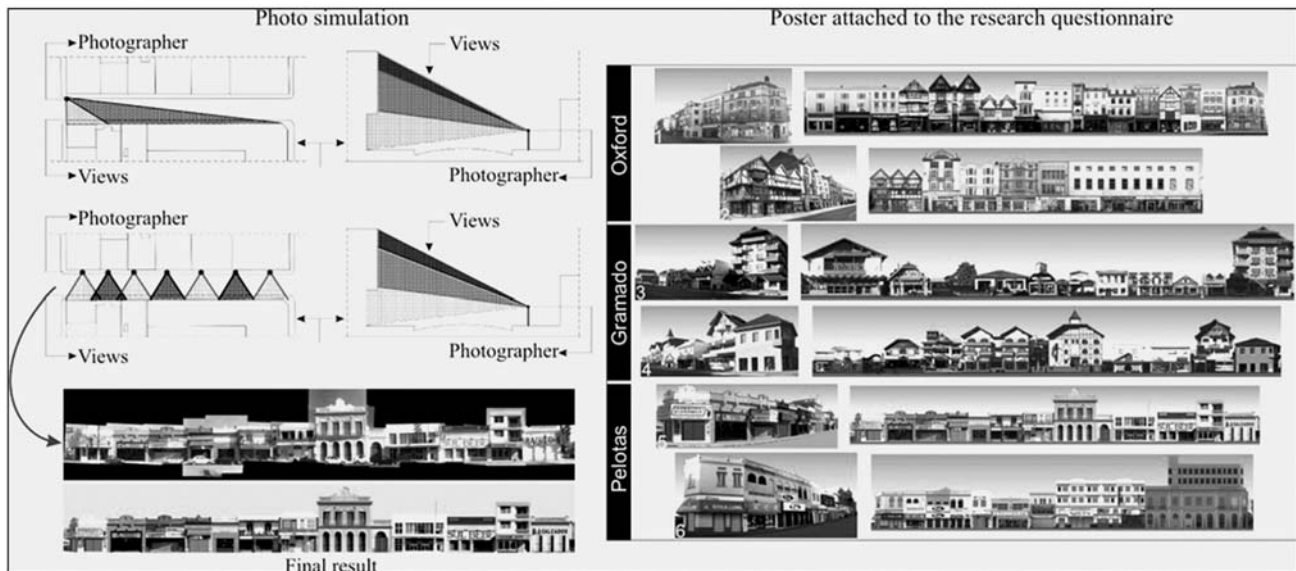 Photo simulation
Photographer
Views
Views
Photographer
Photographer
Views
Views
Photographer
Final result
Poster attached to the research questionnaire
Oxford
1
2
Gramado
3
4
Pelotas
5
6